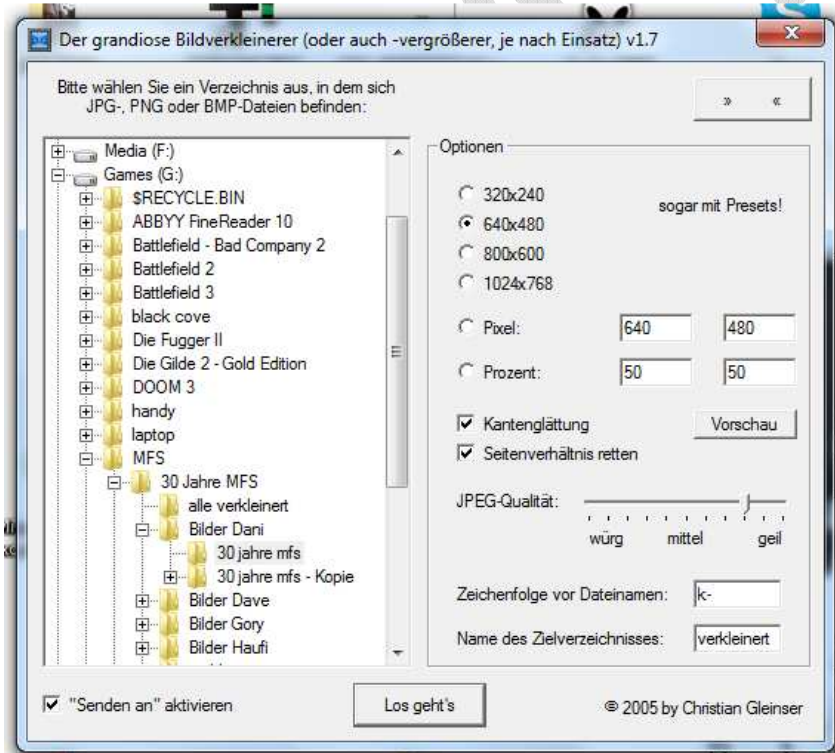 Der grandiose Bildverkleinerer (oder auch -vergrößerer, je nach Einsatz) v1.7
Bitte wählen Sie ein Verzeichnis aus, in dem sich
JPG-, PNG oder BMP-Dateien befinden:
» «
Media (F:)
Games (G:)
$RECYCLE.BIN
ABBYY FineReader 10
Battlefield - Bad Company 2
Battlefield 2
Battlefield 3
black cove
Die Fugger II
Die Gilde 2 - Gold Edition
DOOM 3
handy
laptop
MFS
30 Jahre MFS
alle verkleinert
Bilder Dani
30 jahre mfs
30 jahre mfs - Kopie
Bilder Dave
Bilder Gory
Bilder Haufi
Optionen
320x240
sogar mit Presets!
640x480
800x600
1024x768
Pixel: 640 480
Prozent: 50 50
Kantenglättung
Vorschau
Seitenverhältnis retten
JPEG-Qualität:
würg mittel geil
Zeichenfolge vor Dateinamen: k-
Name des Zielverzeichnisses: verkleinert
"Senden an" aktivieren
Los geht's
© 2005 by Christian Gleinser